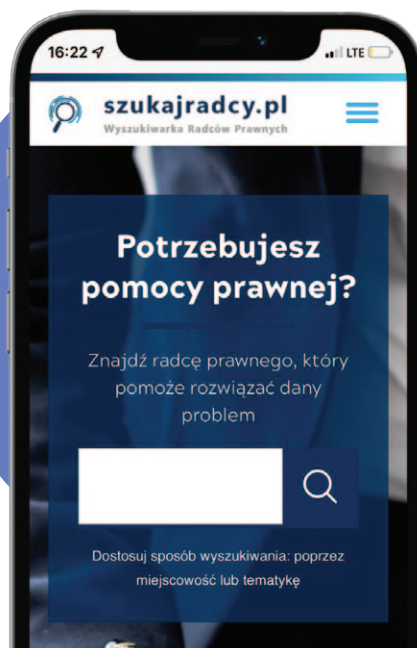 16:22
LTE
szukajradcy.pl
Wyszukiwarka Radców Prawnych
Potrzebujesz
pomocy prawnej?
Znajdź radcę prawnego, który
pomoże rozwiązać dany
problem
Dostosuj sposób wyszukiwania: poprzez
miejscowość lub tematykę